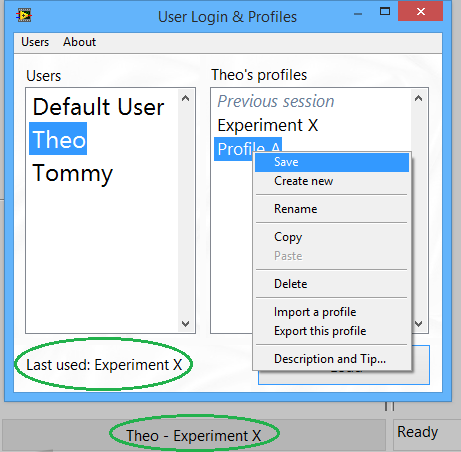 User Login & Profiles
Users About
Users
Default User
Theo
Tommy
Theo's profiles
Previous session
Experiment X
Profile A
Save
Create new
Rename
Copy
Paste
Delete
Import a profile
Export this profile
Description and Tip...
Last used: Experiment X
Theo - Experiment X
Ready